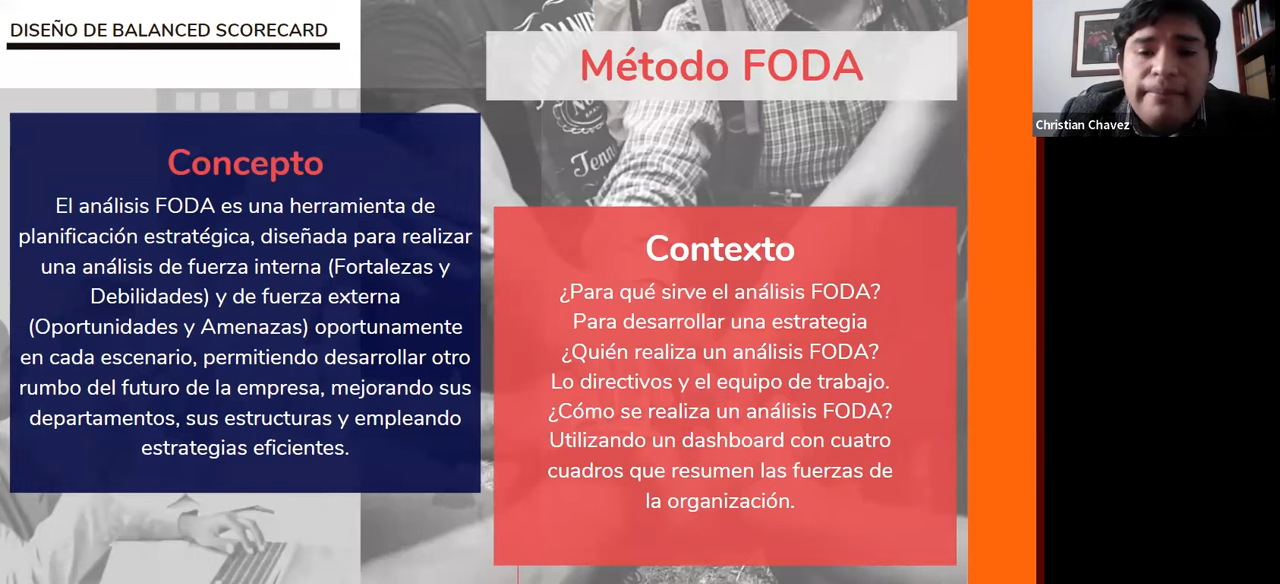 DISEÑO DE BALANCED SCORECARD
Método FODA
Concepto
El análisis FODA es una herramienta de
planificación estratégica, diseñada para realizar
una análisis de fuerza interna (Fortalezas y
Debilidades) y de fuerza externa
(Oportunidades y Amenazas) oportunamente
en cada escenario, permitiendo desarrollar otro
rumbo del futuro de la empresa, mejorando sus
departamentos, sus estructuras y empleando
estrategias eficientes.
Contexto
¿Para qué sirve el análisis FODA?
Para desarrollar una estrategia
¿Quién realiza un análisis FODA?
Lo directivos y el equipo de trabajo.
¿Cómo se realiza un análisis FODA?
Utilizando un dashboard con cuatro
cuadros que resumen las fuerzas de
la organización.
Christian Chavez